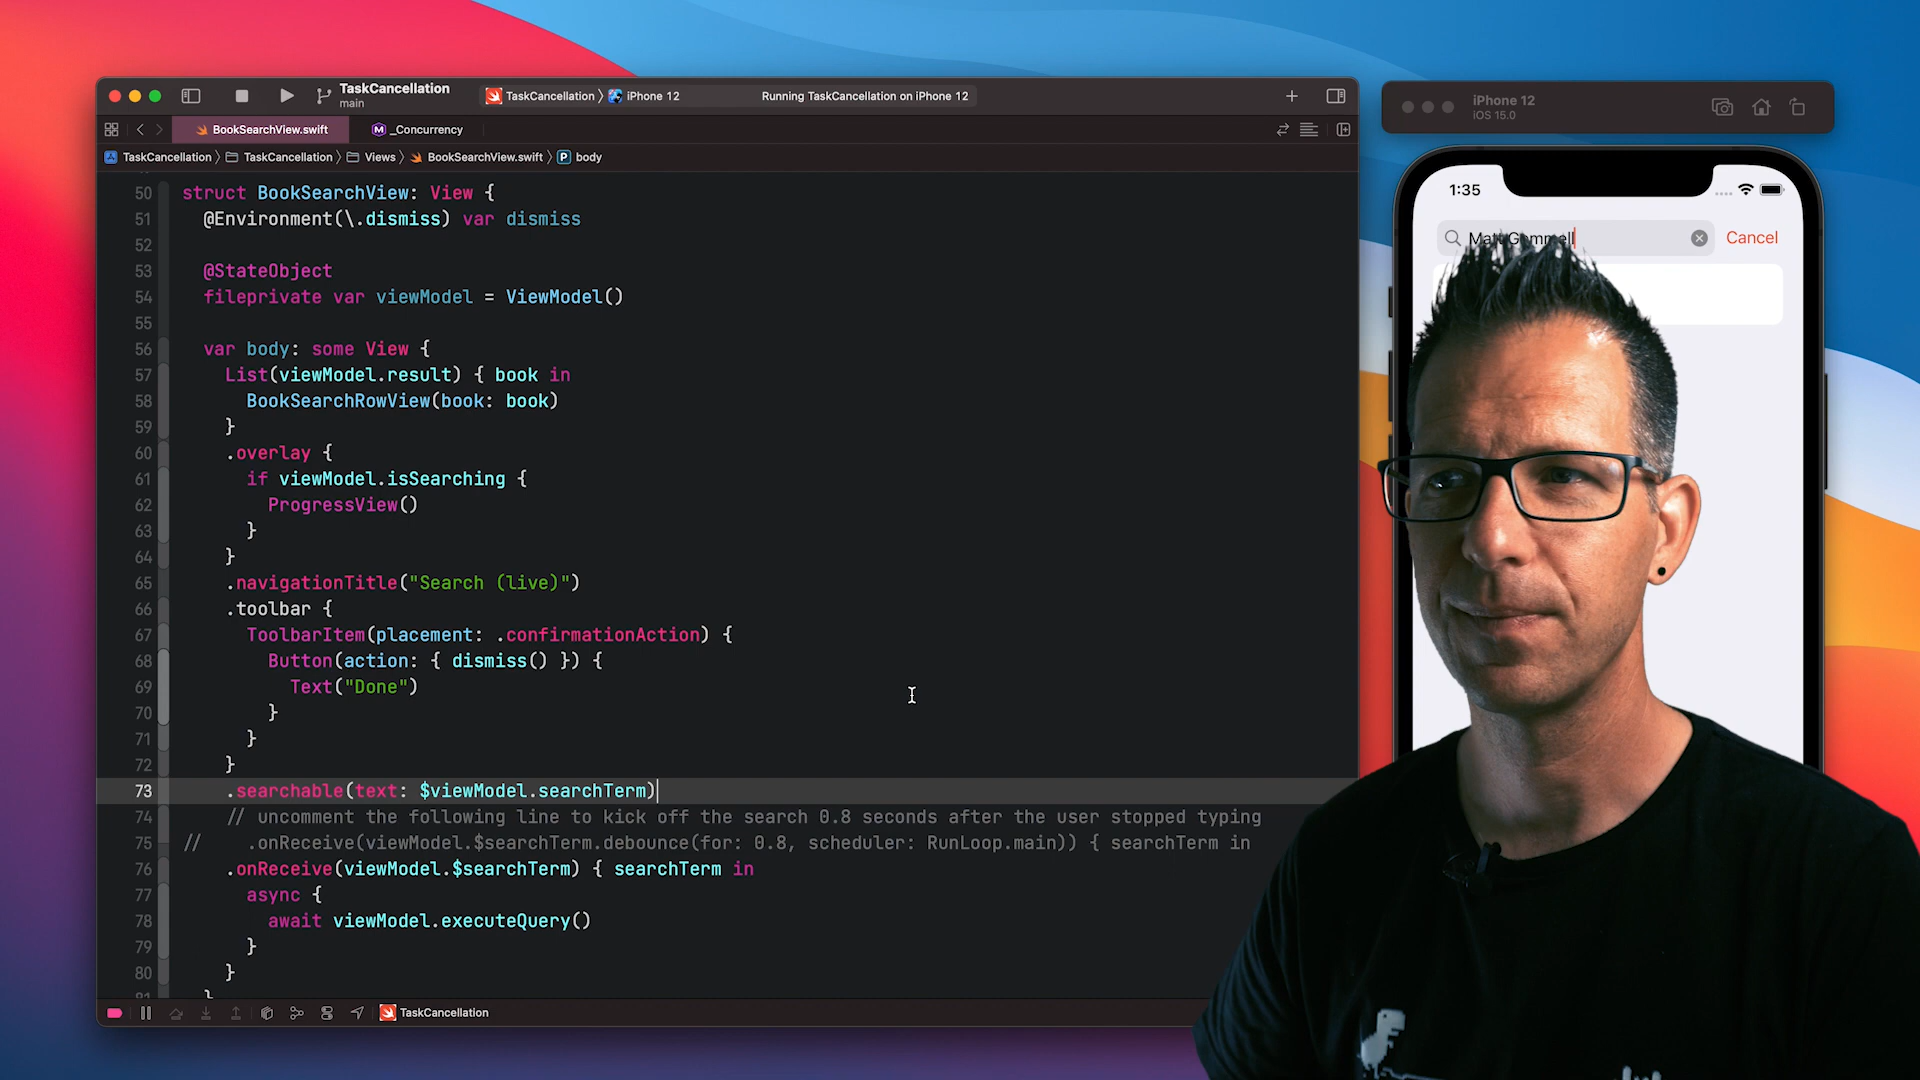 TaskCancellation
main
TaskCancellation
iPhone 12
Running TaskCancellation on iPhone 12
BookSearchView.swift
M _Concurrency
TaskCancellation TaskCancellation Views BookSearchView.swift P body
50 struct BookSearchView: View {
51 @Environment(\.dismiss) var dismiss
52
53 @StateObject
54 fileprivate var viewModel = ViewModel()
55
56 var body: some View {
57 List(viewModel.result) { book in
58 BookSearchRowView(book: book)
59 }
60 .overlay {
61 if viewModel.isSearching {
62 ProgressView()
63 }
64 }
65 .navigationTitle("Search (live)")
66 .toolbar {
67 ToolbarItem(placement: .confirmationAction) {
68 Button(action: { dismiss() }) {
69 Text("Done")
70 }
71 }
72 }
73 .searchable(text: $viewModel.searchTerm)
74 // uncomment the following line to kick off the search 0.8 seconds after the user stopped typing
75 // .onReceive(viewModel.$searchTerm.debounce(for: 0.8, scheduler: RunLoop.main)) { searchTerm in
76 .onReceive(viewModel.$searchTerm) { searchTerm in
77 async {
78 await viewModel.executeQuery()
79 }
80 }
81 }
TaskCancellation
iPhone 12
iOS 15.0
1:35
Matt Gemmell
Cancel